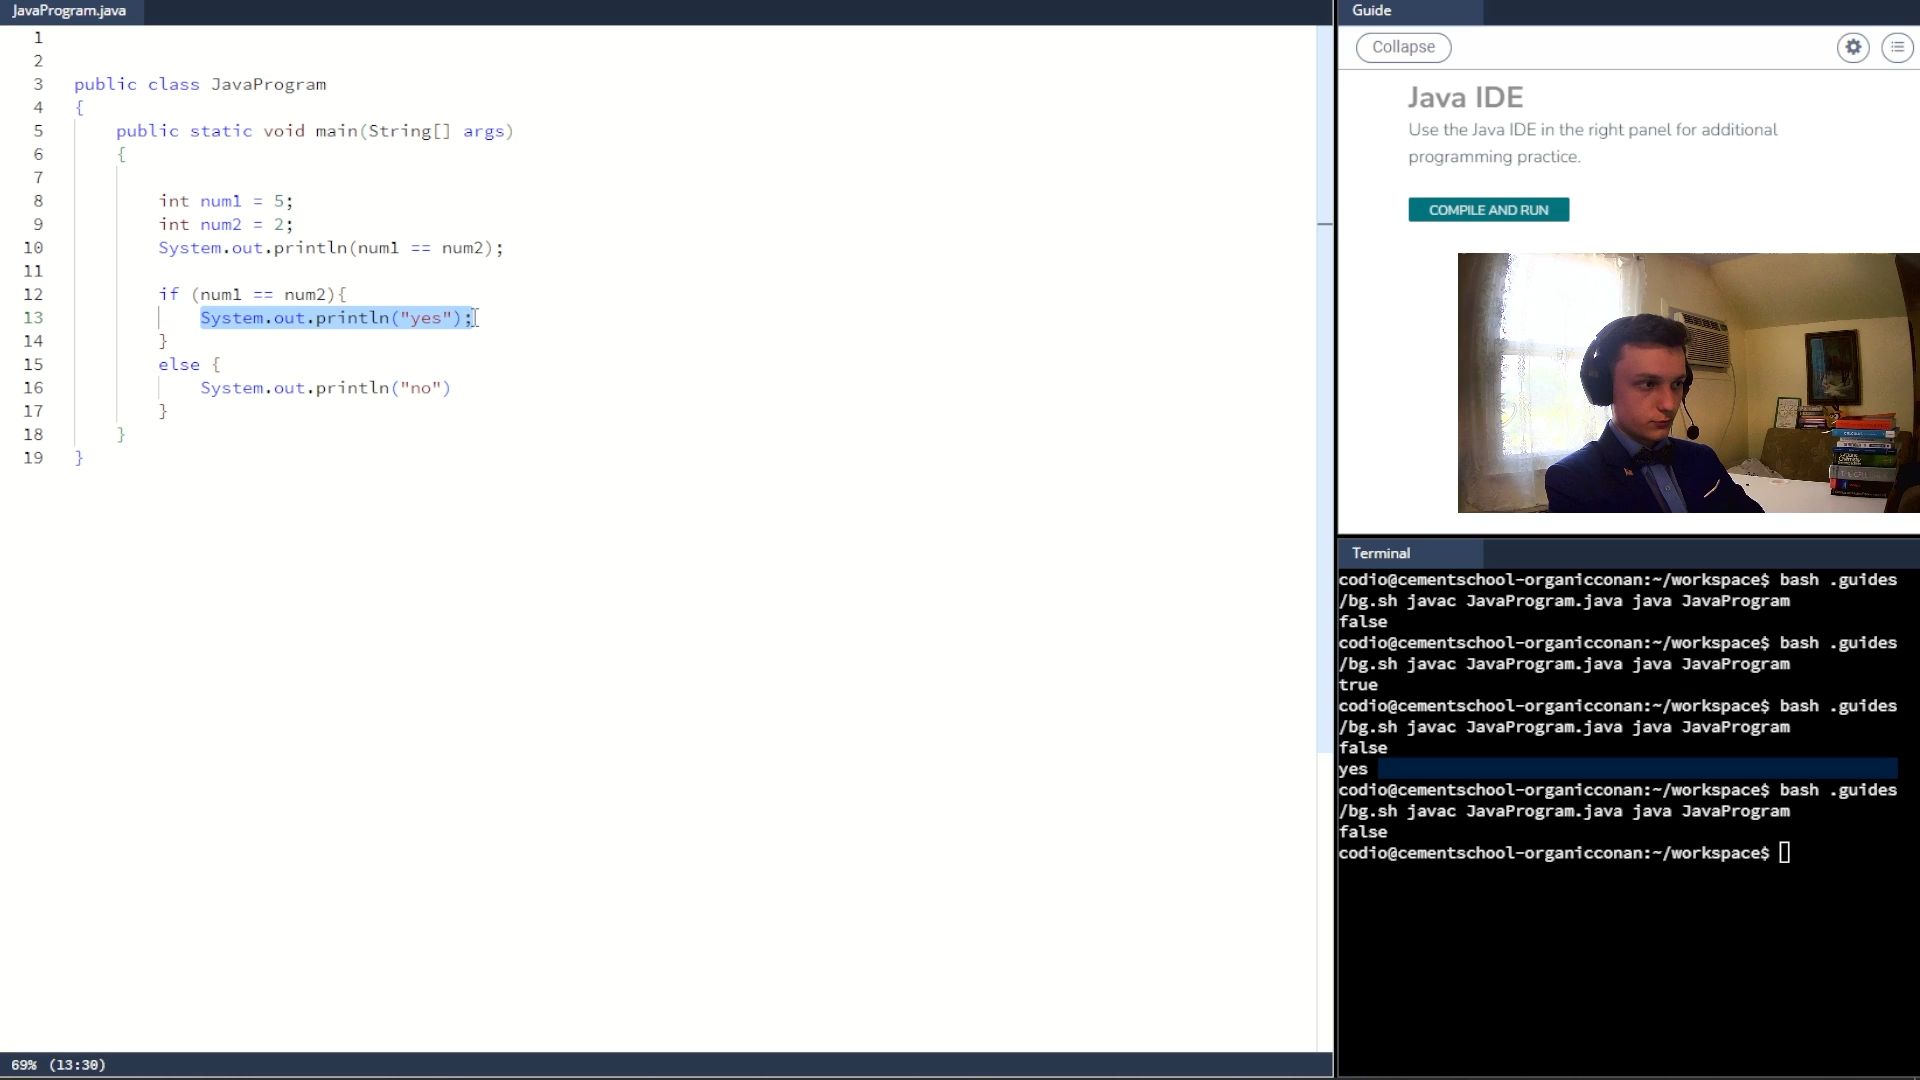 JavaProgram.java
1
2
3 public class JavaProgram
4 {
5 public static void main(String[] args)
6 {
7
8 int num1 = 5;
9 int num2 = 2;
10 System.out.println(num1 == num2);
11
12 if (num1 == num2){
13 System.out.println("yes");
14 }
15 else {
16 System.out.println("no")
17 }
18 }
19 }
69% (13:30)
Guide
Collapse
Java IDE
Use the Java IDE in the right panel for additional
programming practice.
COMPILE AND RUN
Terminal
codio@cementschool-organicconan:~/workspace$ bash .guides
/bg.sh javac JavaProgram.java java JavaProgram
false
codio@cementschool-organicconan:~/workspace$ bash .guides
/bg.sh javac JavaProgram.java java JavaProgram
true
codio@cementschool-organicconan:~/workspace$ bash .guides
/bg.sh javac JavaProgram.java java JavaProgram
false
yes
codio@cementschool-organicconan:~/workspace$ bash .guides
/bg.sh javac JavaProgram.java java JavaProgram
false
codio@cementschool-organicconan:~/workspace$